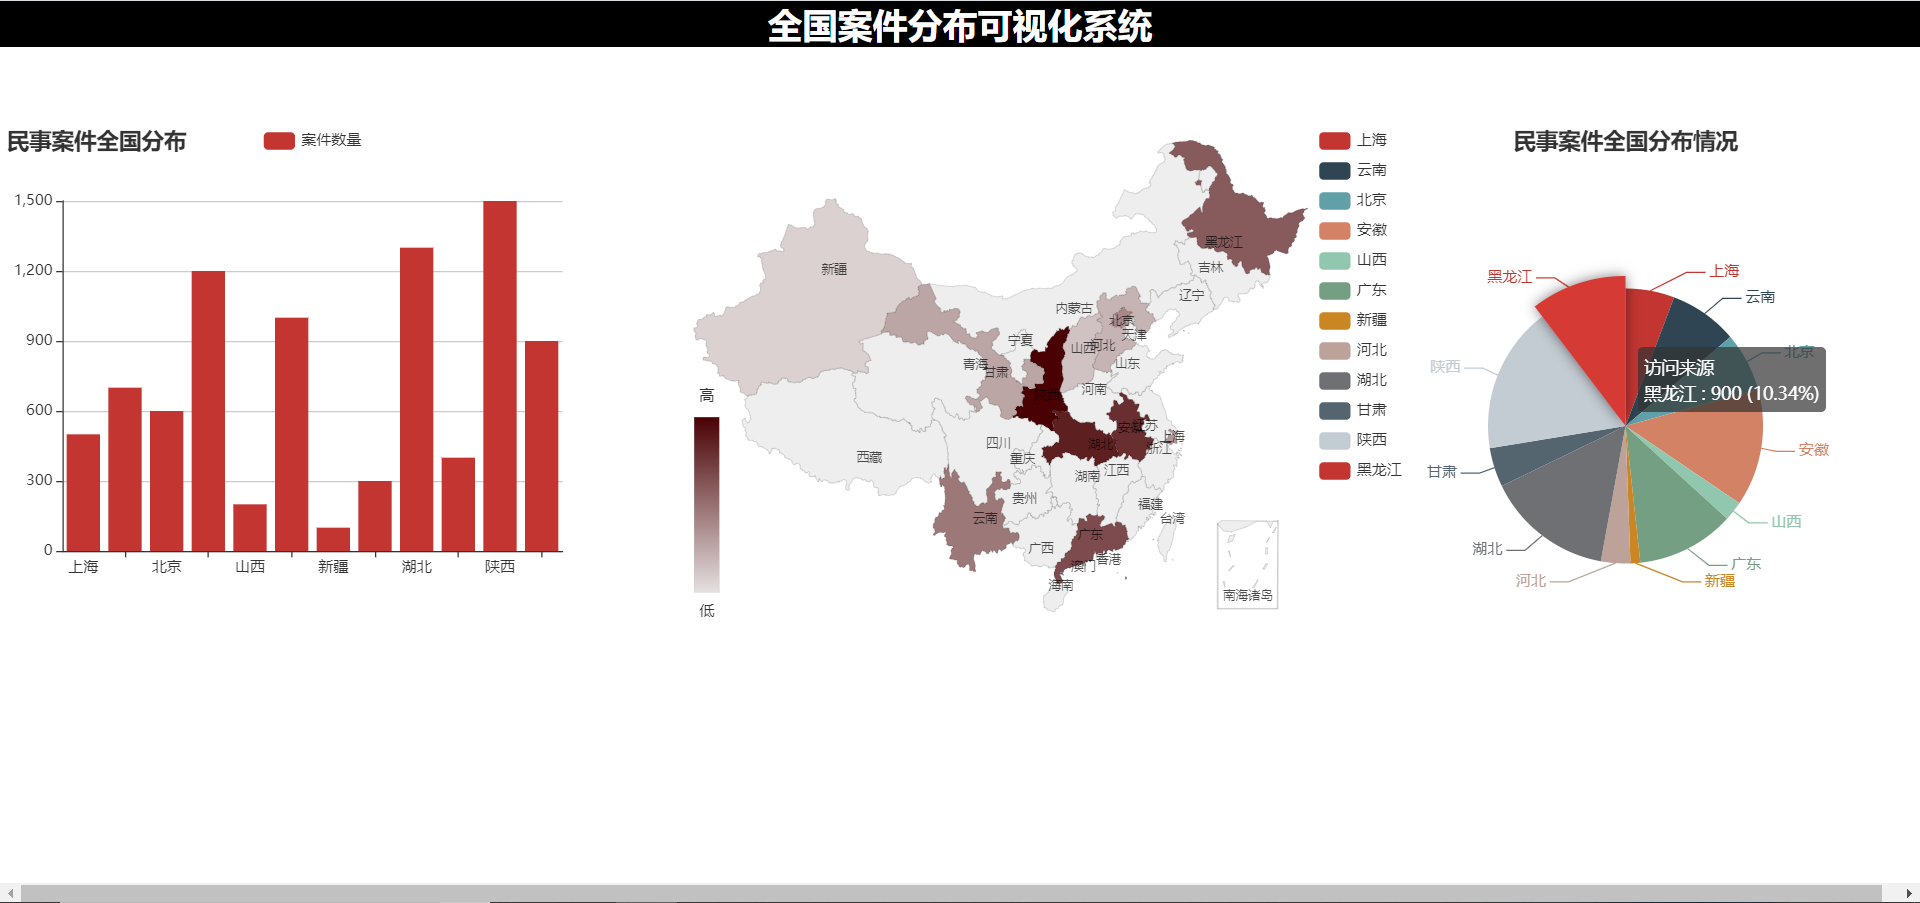 全国案件分布可视化系统
民事案件全国分布
案件数量
1,500
1,200
900
600
300
0
上海
北京
山西
新疆
湖北
陕西
高
低
黑龙江
吉林
辽宁
新疆
内蒙古
北京
天津
宁夏
山西
河北
青海
甘肃
山东
河南
陕西
安徽
江苏
上海
四川
湖北
浙江
西藏
重庆
湖南
江西
贵州
福建
云南
台湾
广东
广西
香港
澳门
海南
南海诸岛
上海
云南
北京
安徽
山西
广东
新疆
河北
湖北
甘肃
陕西
黑龙江
民事案件全国分布情况
黑龙江
上海
云南
北京
陕西
访问来源
黑龙江 : 900 (10.34%)
安徽
甘肃
山西
湖北
广东
河北
新疆